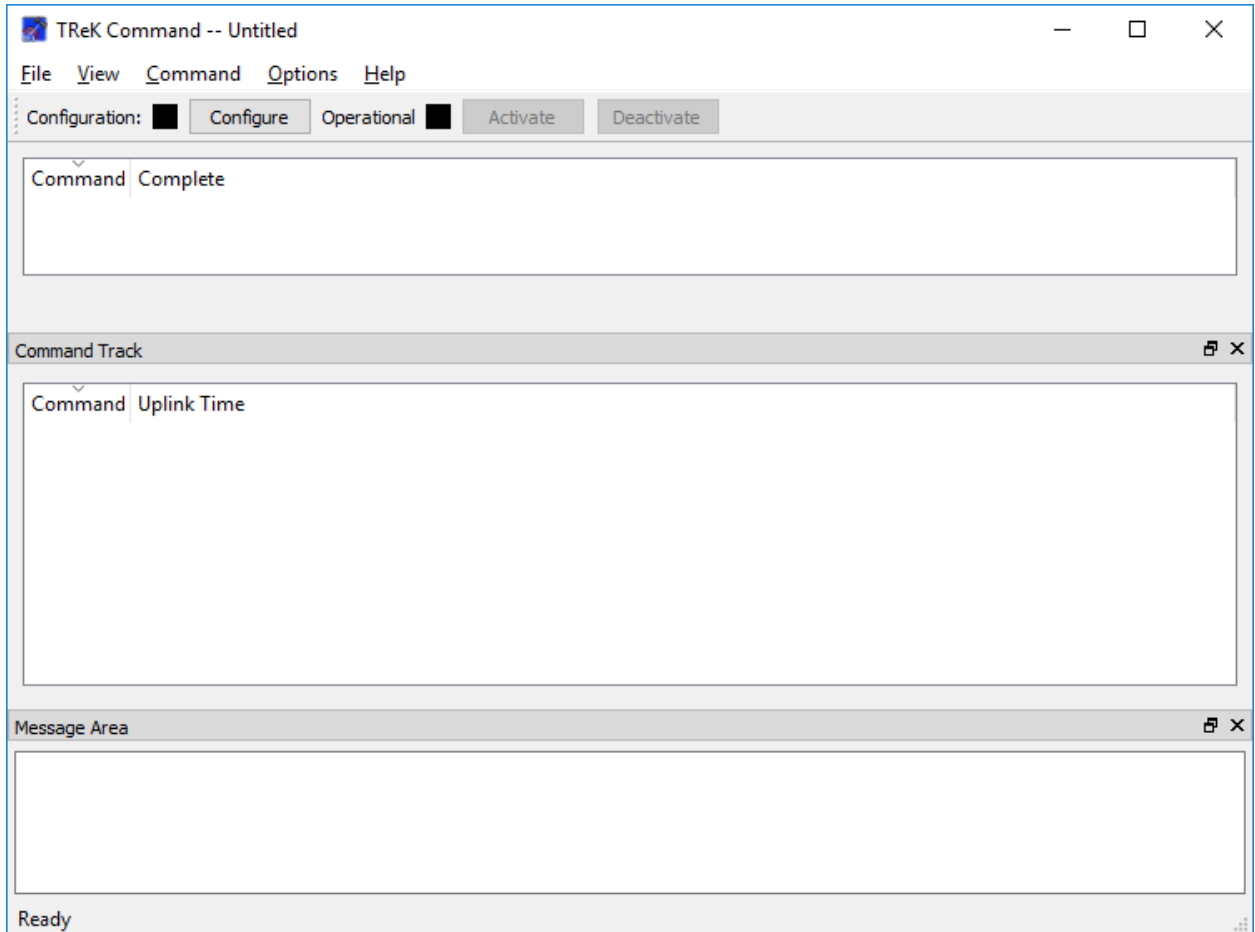 TReK Command -- Untitled
File View Command Options Help
Configuration: Configure Operational Activate Deactivate
Command Complete
Command Track
Command Uplink Time
Message Area
Ready